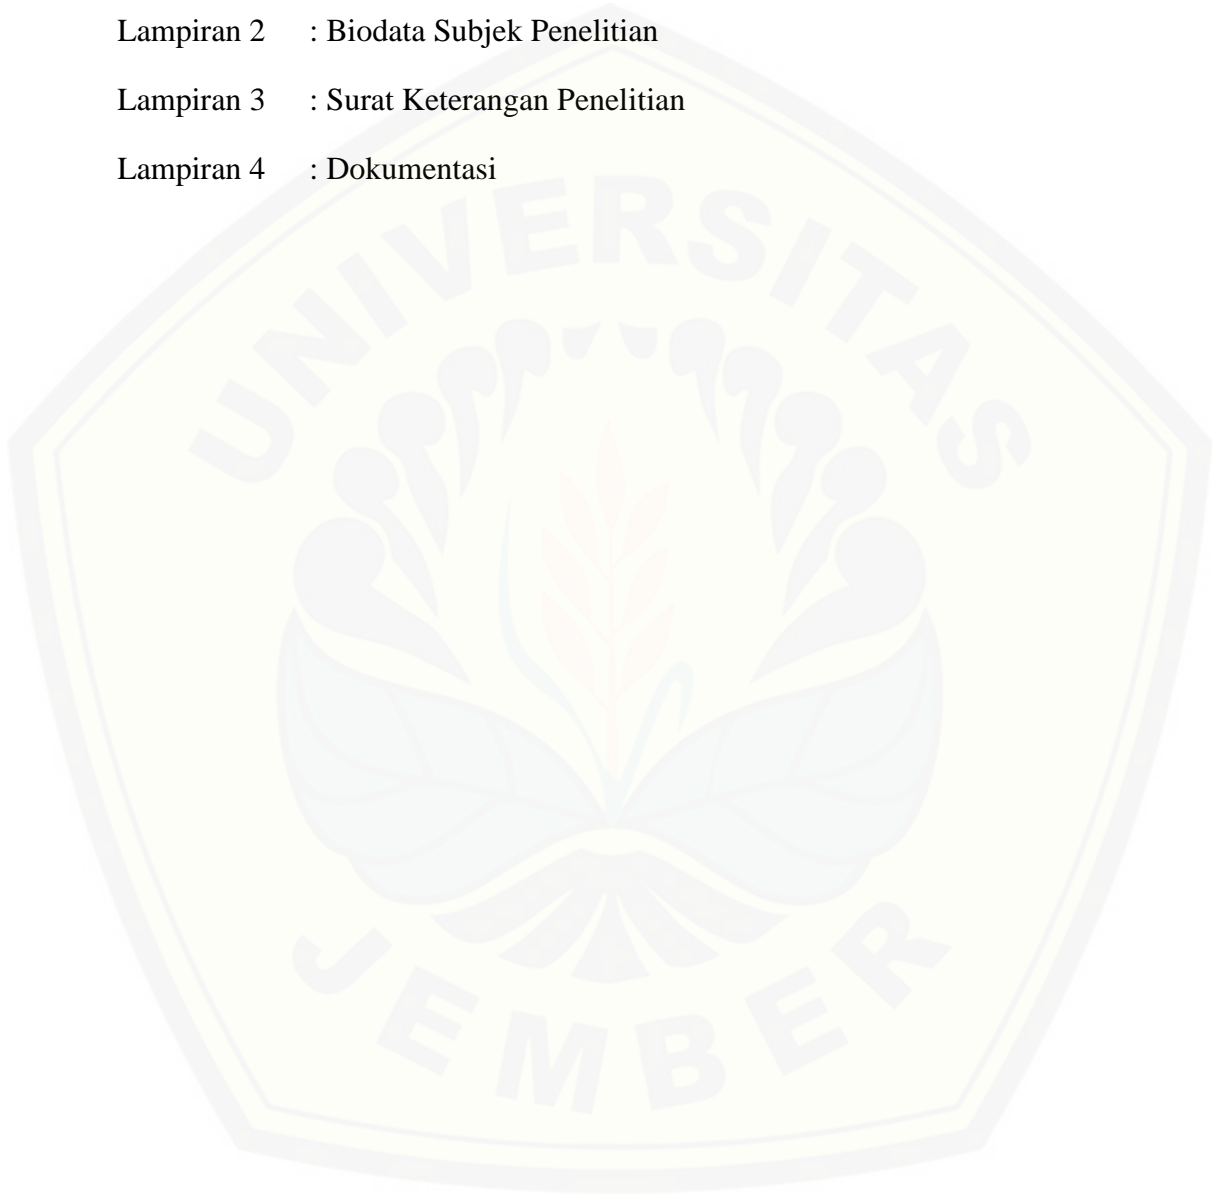 Lampiran 2 : Biodata Subjek Penelitian
Lampiran 3 : Surat Keterangan Penelitian
Lampiran 4 : Dokumentasi
UNIVERSITAS
JEMBER